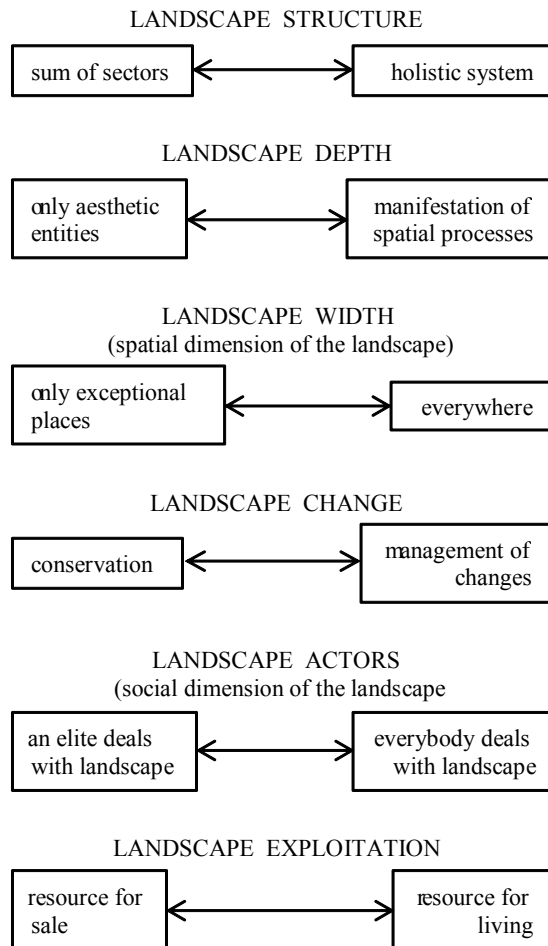 LANDSCAPE STRUCTURE
sum of sectors
holistic system
LANDSCAPE DEPTH
only aesthetic
entities
manifestation of
spatial processes
LANDSCAPE WIDTH
(spatial dimension of the landscape)
only exceptional
places
everywhere
LANDSCAPE CHANGE
conservation
management of
changes
LANDSCAPE ACTORS
(social dimension of the landscape
an elite deals
with landscape
everybody deals
with landscape
LANDSCAPE EXPLOITATION
resource for
sale
resource for
living